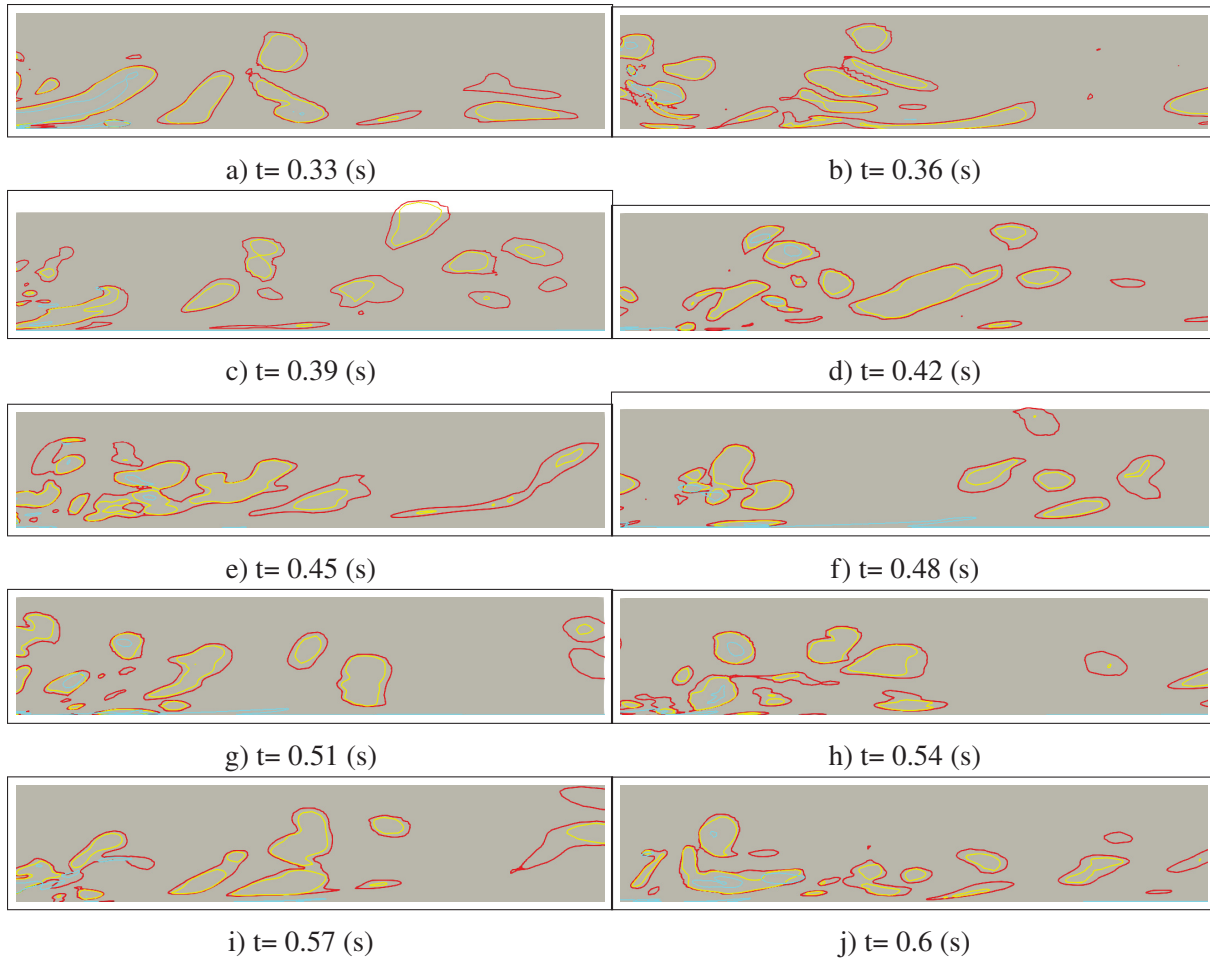 a) t= 0.33 (s)
b) t= 0.36 (s)
c) t= 0.39 (s)
d) t= 0.42 (s)
e) t= 0.45 (s)
f) t= 0.48 (s)
g) t= 0.51 (s)
h) t= 0.54 (s)
i) t= 0.57 (s)
j) t= 0.6 (s)